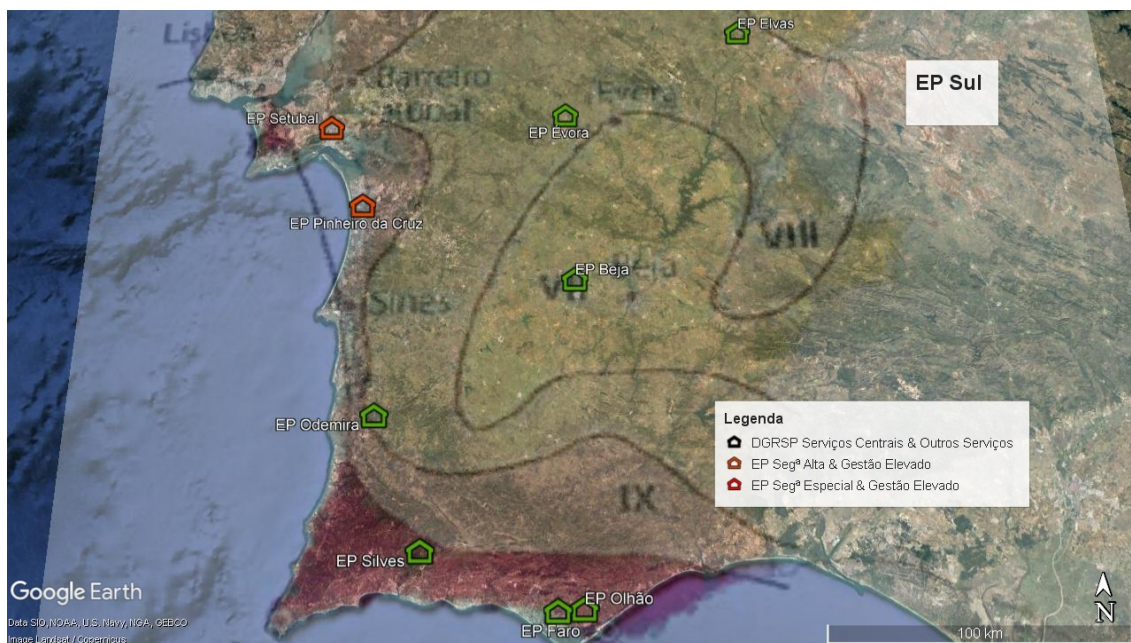 EP Elvas
Lisboa
EP Sul
Barreiro
Evora
EP Setubal
EP Evora
EP Pinheiro da Cruz
VIII
EP Beja
Beja
VII
Sines
EP Odemira
Legenda
DGRSP Serviços Centrais & Outros Serviços
EP Segª Alta & Gestão Elevado
EP Segª Especial & Gestão Elevado
IX
EP Silves
EP Olhão
EP Faro
Google Earth
Data SIO, NOAA, U.S. Navy, NGA, GEBCO
Image Landsat / Copernicus
100 km
N